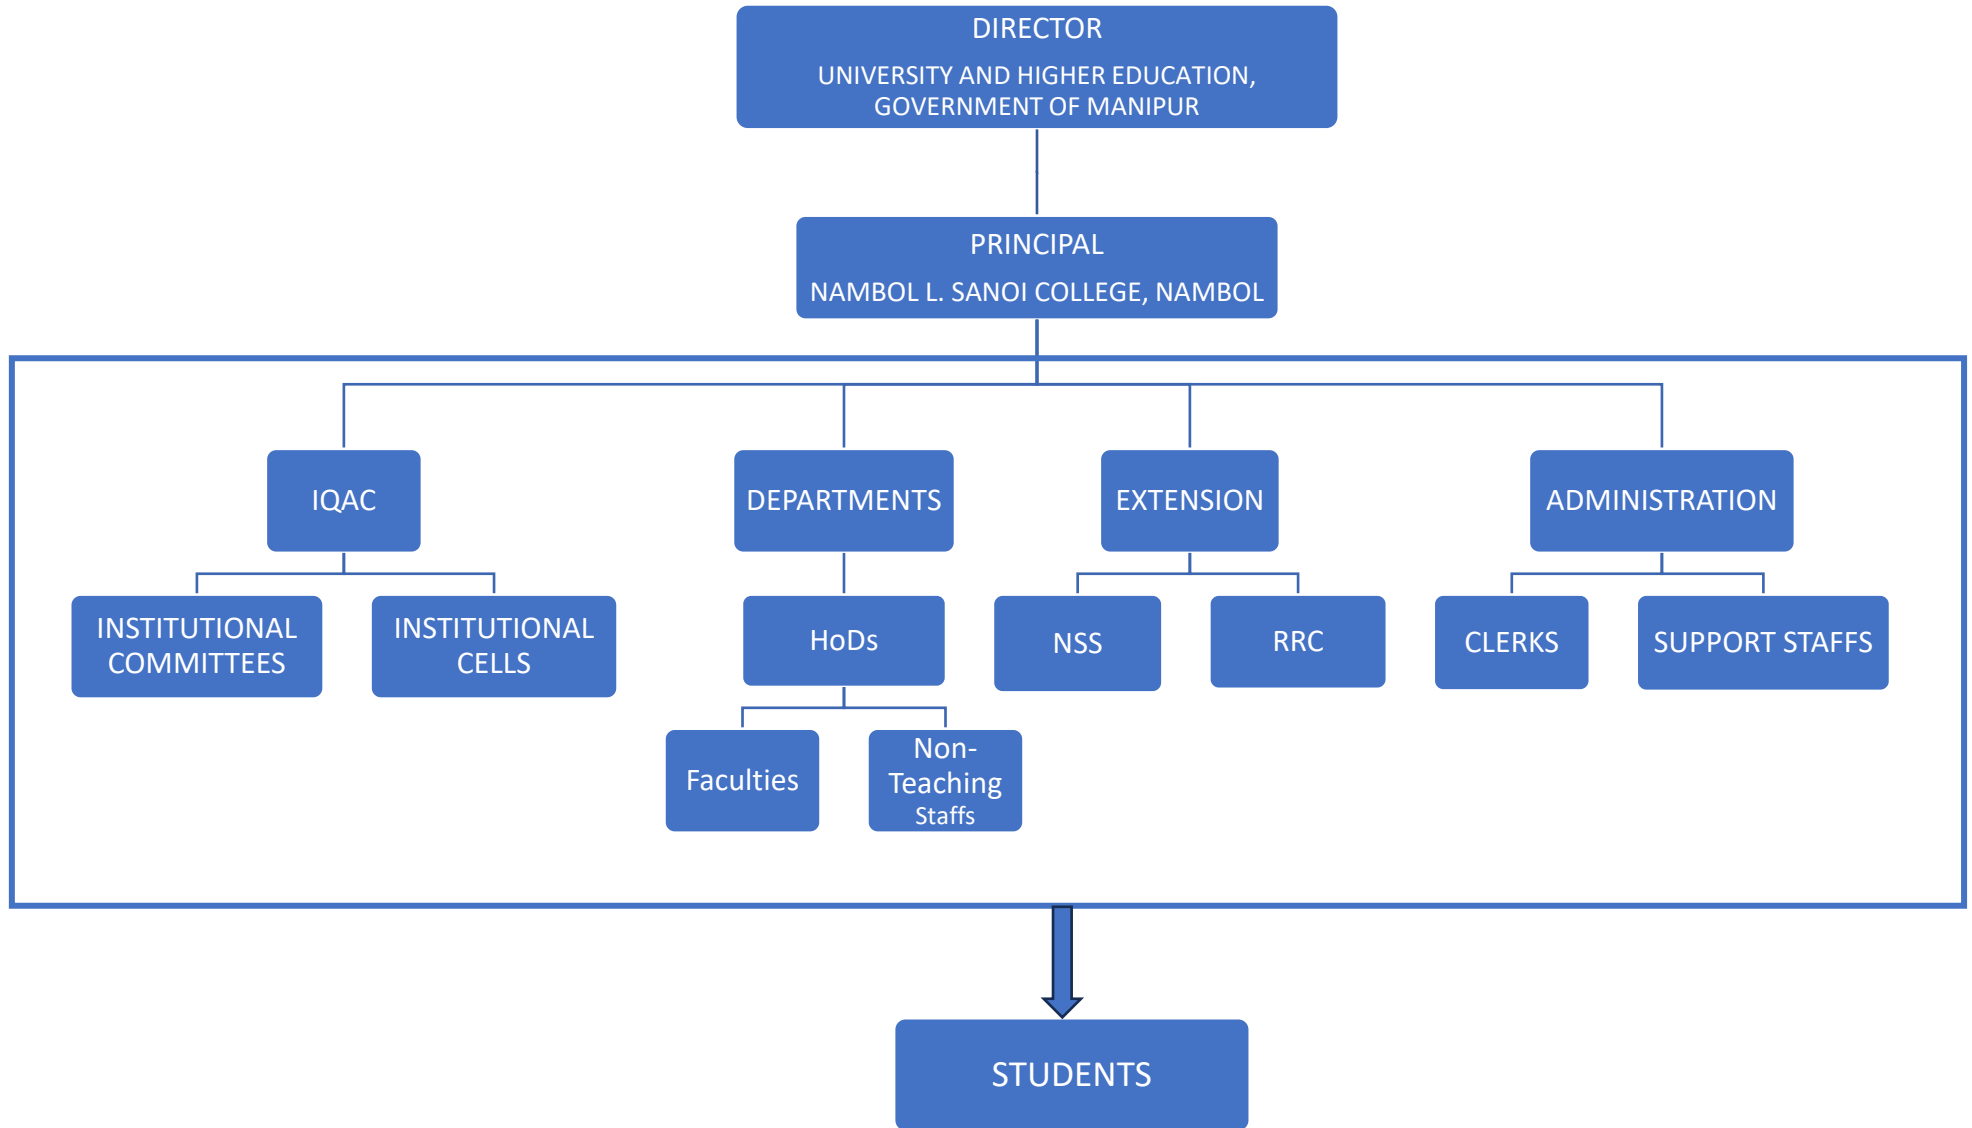 DIRECTOR
UNIVERSITY AND HIGHER EDUCATION,
GOVERNMENT OF MANIPUR
PRINCIPAL
NAMBOL L. SANOI COLLEGE, NAMBOL
IQAC
DEPARTMENTS
EXTENSION
ADMINISTRATION
INSTITUTIONAL
COMMITTEES
INSTITUTIONAL
CELLS
HoDs
NSS
RRC
CLERKS
SUPPORT STAFFS
Faculties
Non-
Teaching
Staffs
STUDENTS